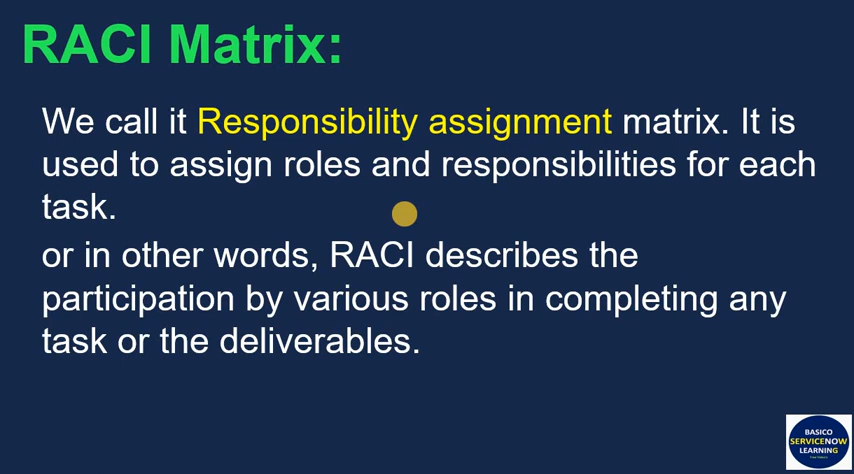 RACI Matrix:
We call it Responsibility assignment matrix. It is
used to assign roles and responsibilities for each
task.
or in other words, RACI describes the
participation by various roles in completing any
task or the deliverables.
BASICO
SERVICENOW
LEARNING